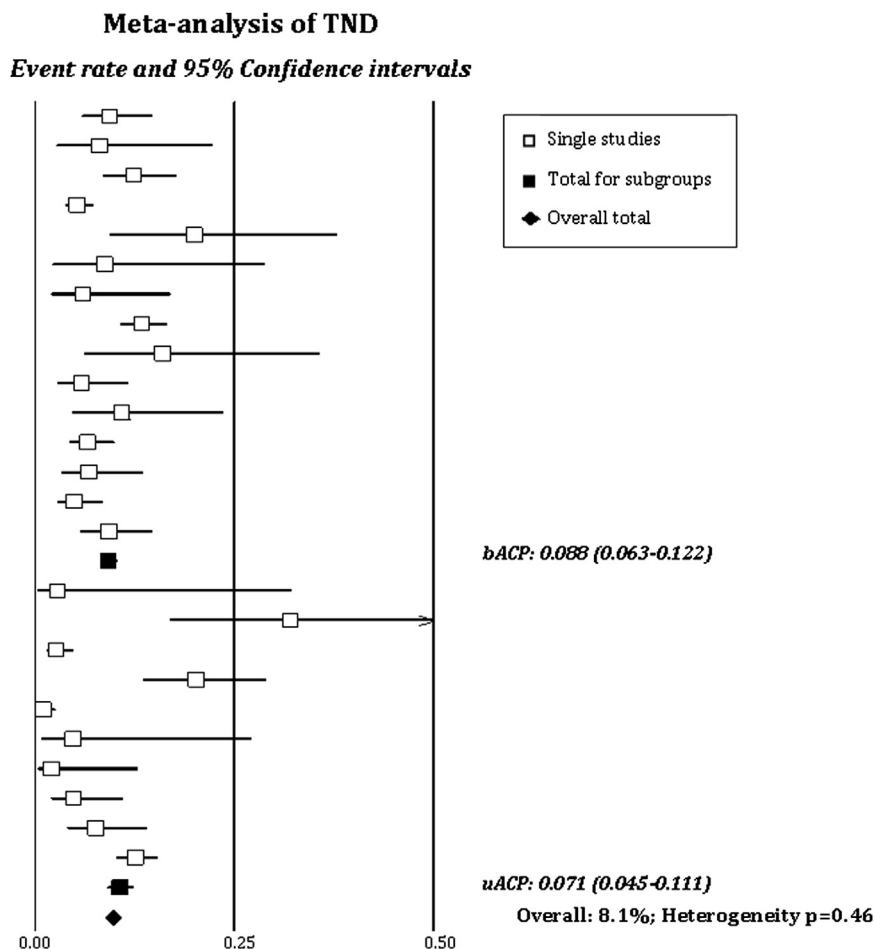 Meta-analysis of TND
Event rate and 95% Confidence intervals
Single studies
Total for subgroups
Overall total
bACP: 0.088 (0.063-0.122)
uACP: 0.071 (0.045-0.111)
Overall: 8.1%; Heterogeneity p=0.46
0.00 0.25 0.50